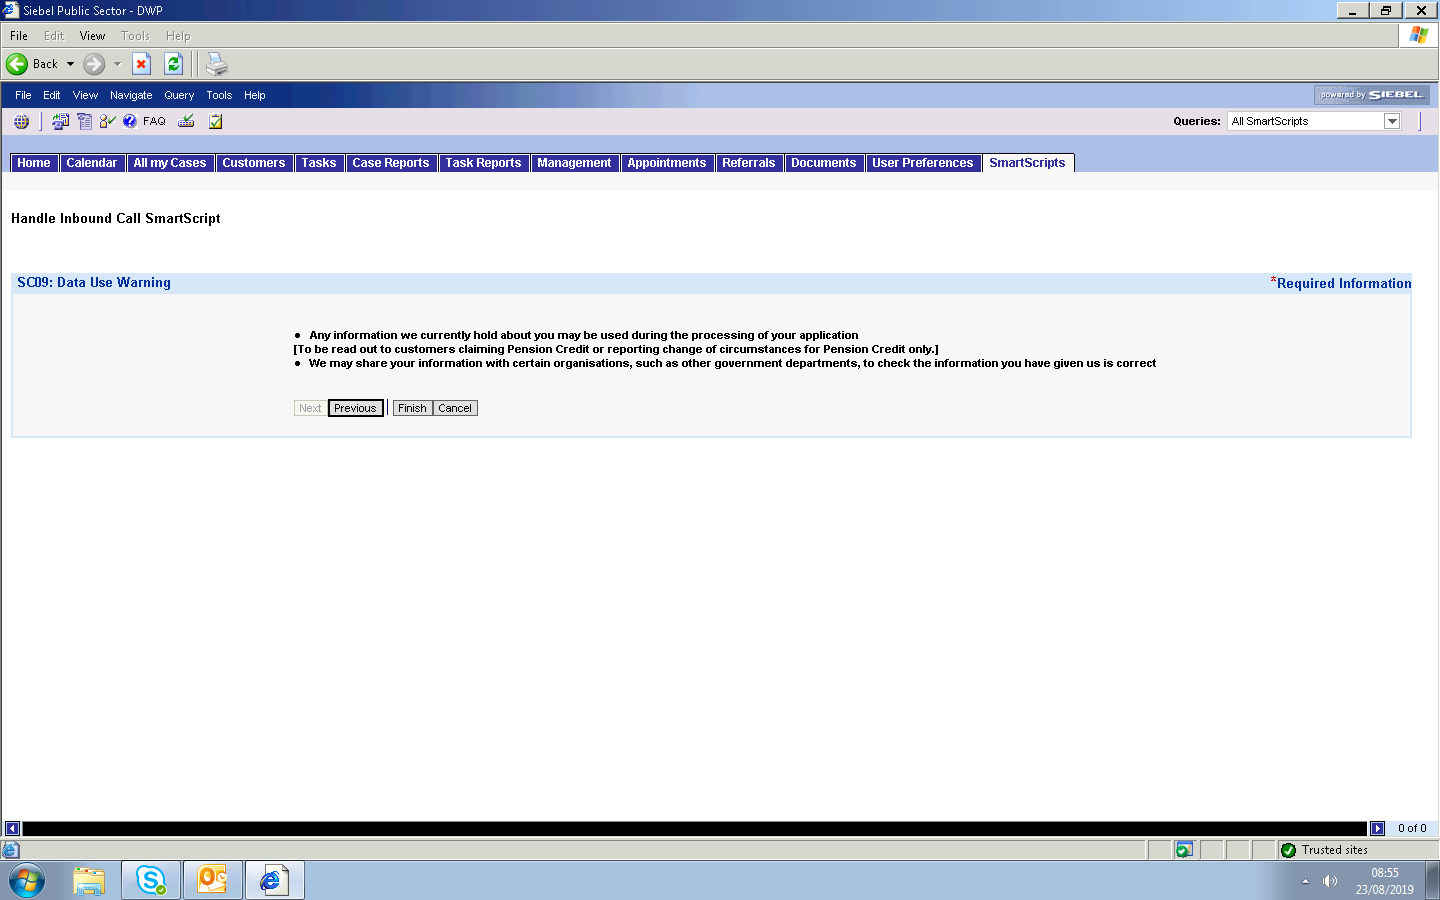 Siebel Public Sector - DWP
File Edit View Tools Help
Back
File Edit View Navigate Query Tools Help
powered by SIEBEL
FAQ
Queries: All SmartScripts
Home Calendar All my Cases Customers Tasks Case Reports Task Reports Management Appointments Referrals Documents User Preferences SmartScripts
Handle Inbound Call SmartScript
SC09: Data Use Warning
*Required Information
● Any information we currently hold about you may be used during the processing of your application
[To be read out to customers claiming Pension Credit or reporting change of circumstances for Pension Credit only.]
● We may share your information with certain organisations, such as other government departments, to check the information you have given us is correct
Next Previous Finish Cancel
0 of 0
Trusted sites
08:55
23/08/2019